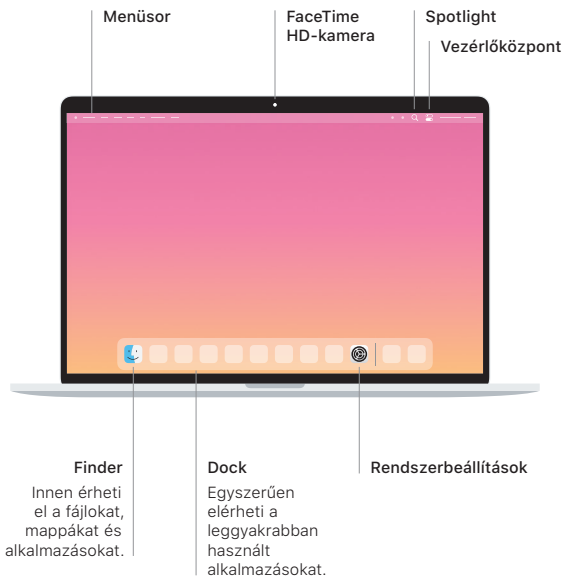 Menüsor
FaceTime
HD-kamera
Spotlight
Vezérlőközpont
Finder
Innen érheti
el a fájlokat,
mappákat és
alkalmazásokat.
Dock
Egyszerűen
elérheti a
leggyakrabban
használt
alkalmazásokat.
Rendszerbeállítások